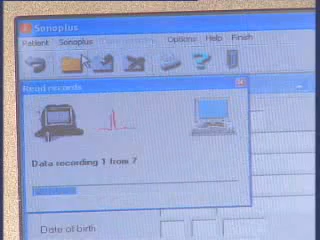 Sonoplus
Patient Sonoplus Options Help Finish
Read records
Data recording 1 from 7
Date of birth